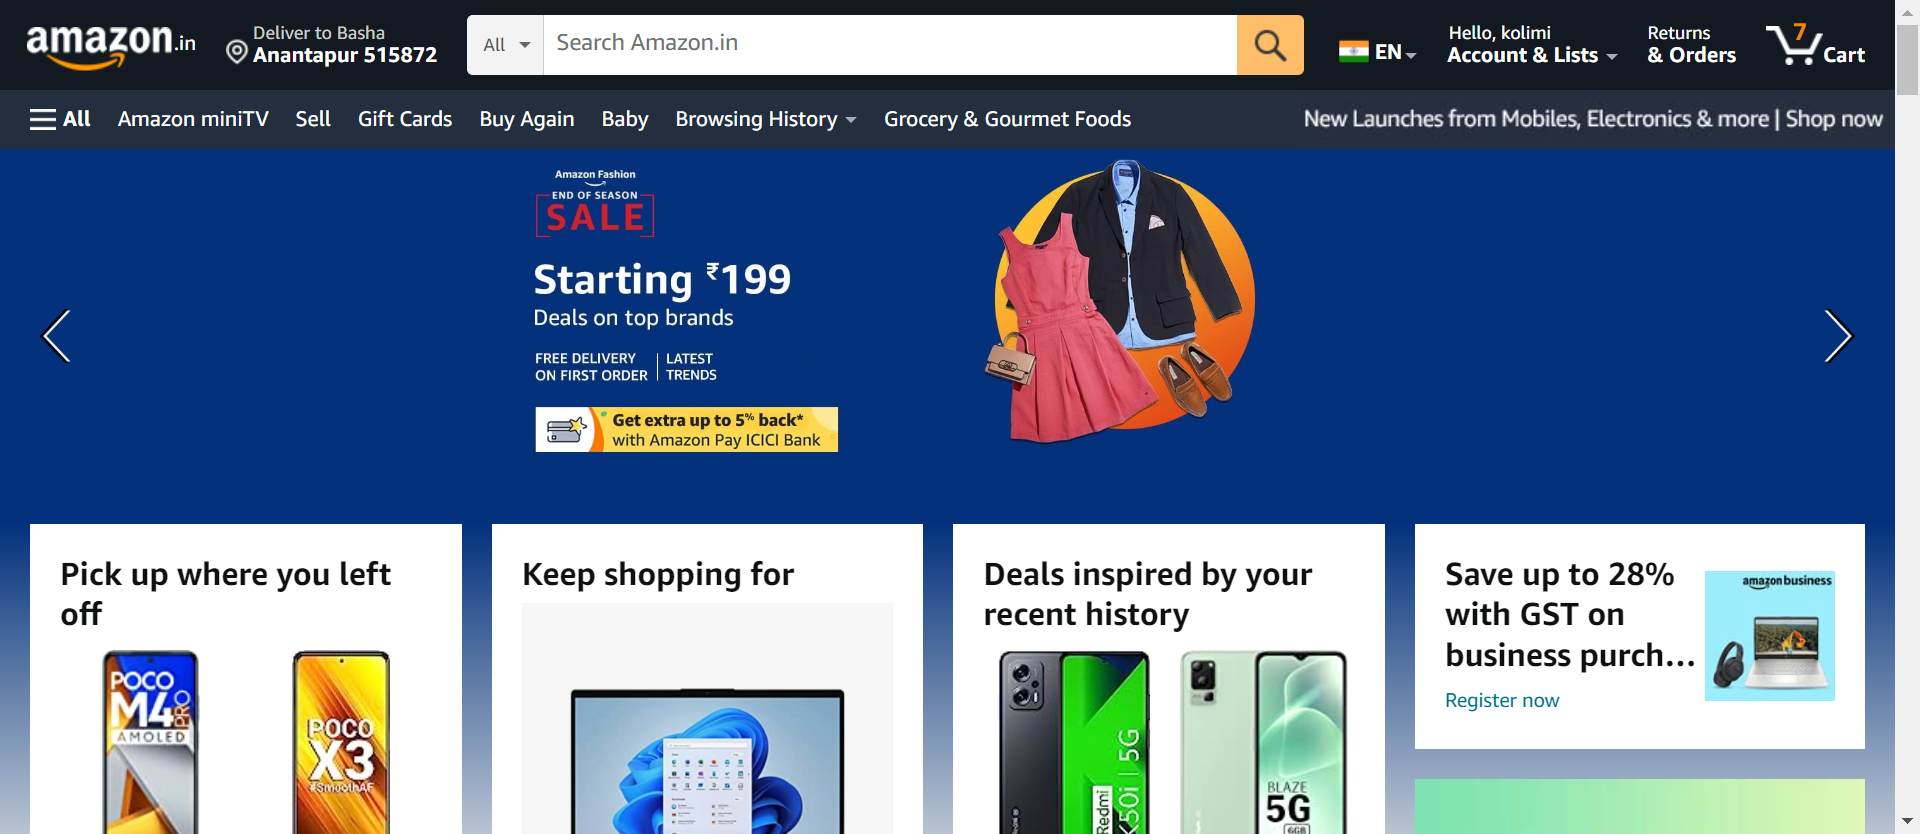 amazon.in
Deliver to Basha
Anantapur 515872
All
Search Amazon.in
EN
Hello, kolimi
Account & Lists
Returns
& Orders
7
Cart
All
Amazon miniTV
Sell
Gift Cards
Buy Again
Baby
Browsing History
Grocery & Gourmet Foods
New Launches from Mobiles, Electronics & more | Shop now
Amazon Fashion
END OF SEASON
SALE
Starting ₹199
Deals on top brands
FREE DELIVERY
ON FIRST ORDER
LATEST
TRENDS
Get extra up to 5% back*
with Amazon Pay ICICI Bank
Pick up where you left
off
POCO
M4 PRO
AMOLED
POCO
X3
#SmoothAF
Keep shopping for
Deals inspired by your
recent history
Redmi
K50i | 5G
BLAZE
5G
6GB
Save up to 28%
with GST on
business purch...
Register now
amazon business